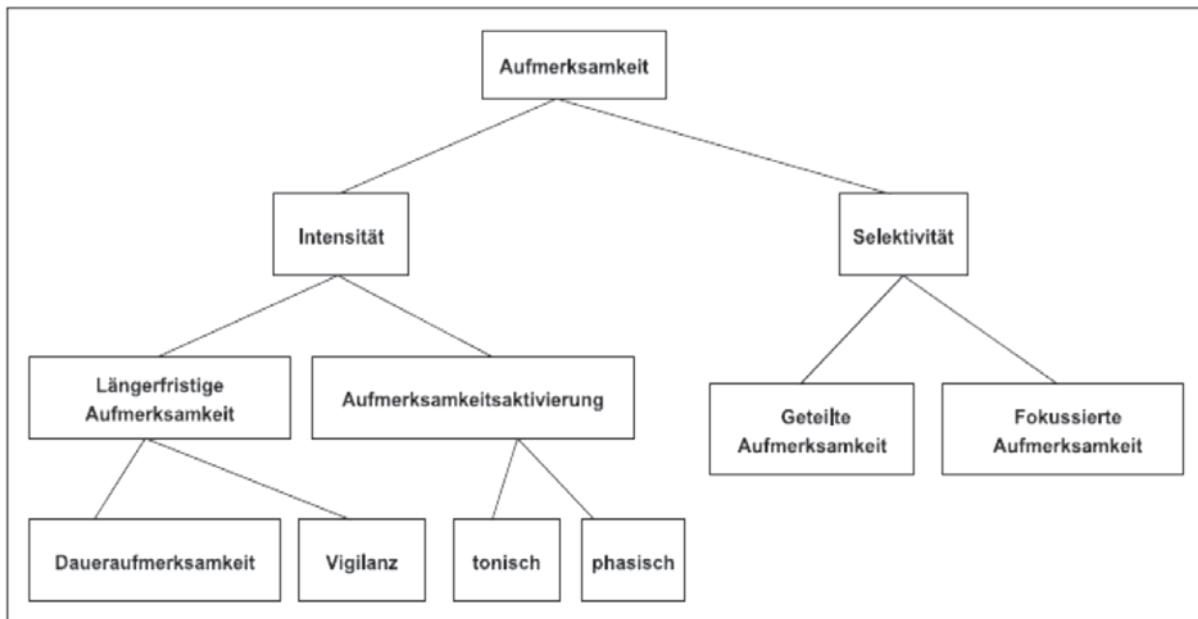 Aufmerksamkeit
Intensität
Selektivität
Längerfristige
Aufmerksamkeit
Aufmerksamkeitsaktivierung
Geteilte
Aufmerksamkeit
Fokussierte
Aufmerksamkeit
Daueraufmerksamkeit
Vigilanz
tonisch
phasisch